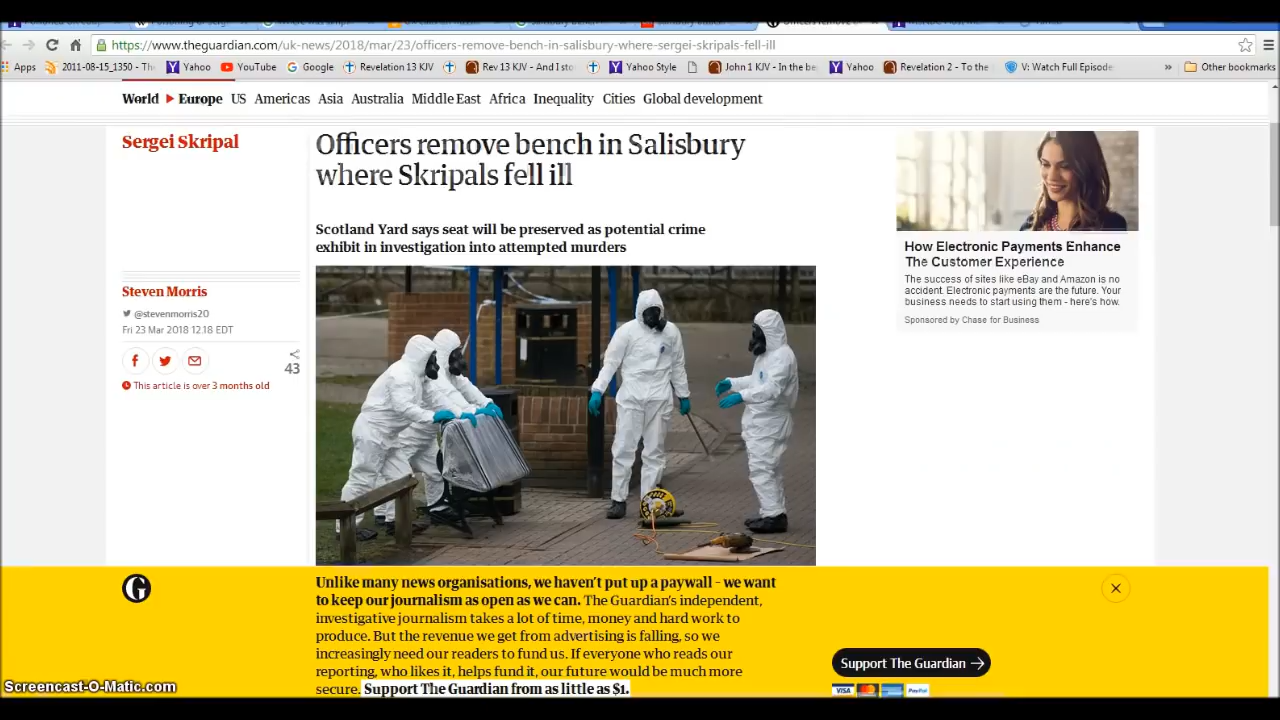 https://www.theguardian.com/uk-news/2018/mar/23/officers-remove-bench-in-salisbury-where-sergei-skripals-fell-ill
Apps 2011-08-15_1350 - Th Yahoo YouTube Google Revelation 13 KJV Rev 13 KJV - And I sto Yahoo Style John 1 KJV - In the be Yahoo Revelation 2 - To the V: Watch Full Episode » Other bookmarks
World Europe US Americas Asia Australia Middle East Africa Inequality Cities Global development
Sergei Skripal
Officers remove bench in Salisbury
where Skripals fell ill
Scotland Yard says seat will be preserved as potential crime
exhibit in investigation into attempted murders
Steven Morris
@stevenmorris20
Fri 23 Mar 2018 12.18 EDT
43
This article is over 3 months old
How Electronic Payments Enhance
The Customer Experience
The success of sites like eBay and Amazon is no
accident. Electronic payments are the future. Your
business needs to start using them - here's how.
Sponsored by Chase for Business
G
Unlike many news organisations, we haven't put up a paywall – we want
to keep our journalism as open as we can. The Guardian's independent,
investigative journalism takes a lot of time, money and hard work to
produce. But the revenue we get from advertising is falling, so we
increasingly need our readers to fund us. If everyone who reads our
reporting, who likes it, helps fund it, our future would be much more
secure. Support The Guardian from as little as $1.
Support The Guardian
VISA PayPal
Screencast-O-Matic.com